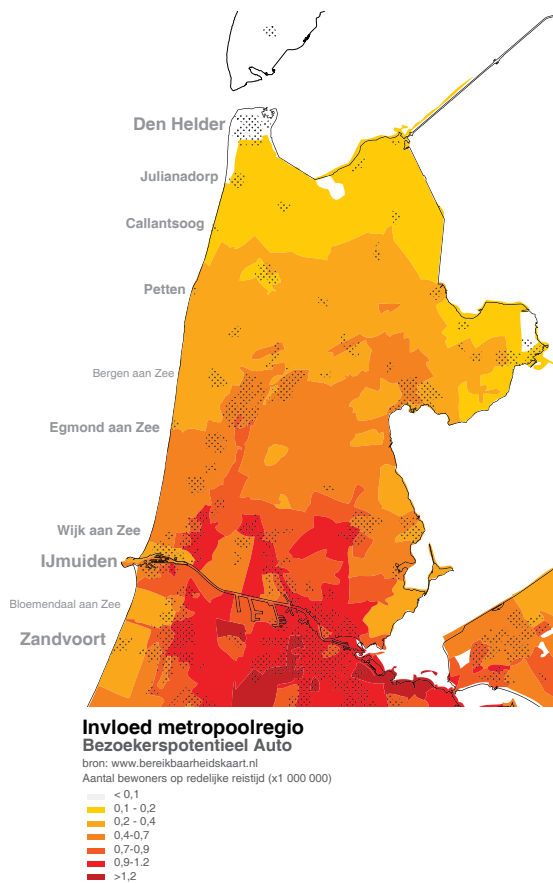 Den Helder
Julianadorp
Callantsoog
Petten
Bergen aan Zee
Egmond aan Zee
Wijk aan Zee
IJmuiden
Bloemendaal aan Zee
Zandvoort
Invloed metropoolregio
Bezoekerspotentieel Auto
bron: www.bereikbaarheidskaart.nl
Aantal bewoners op redelijke reistijd (x1 000 000)
< 0,1
0,1 - 0,2
0,2 - 0,4
0,4-0,7
0,7-0,9
0,9-1.2
>1,2